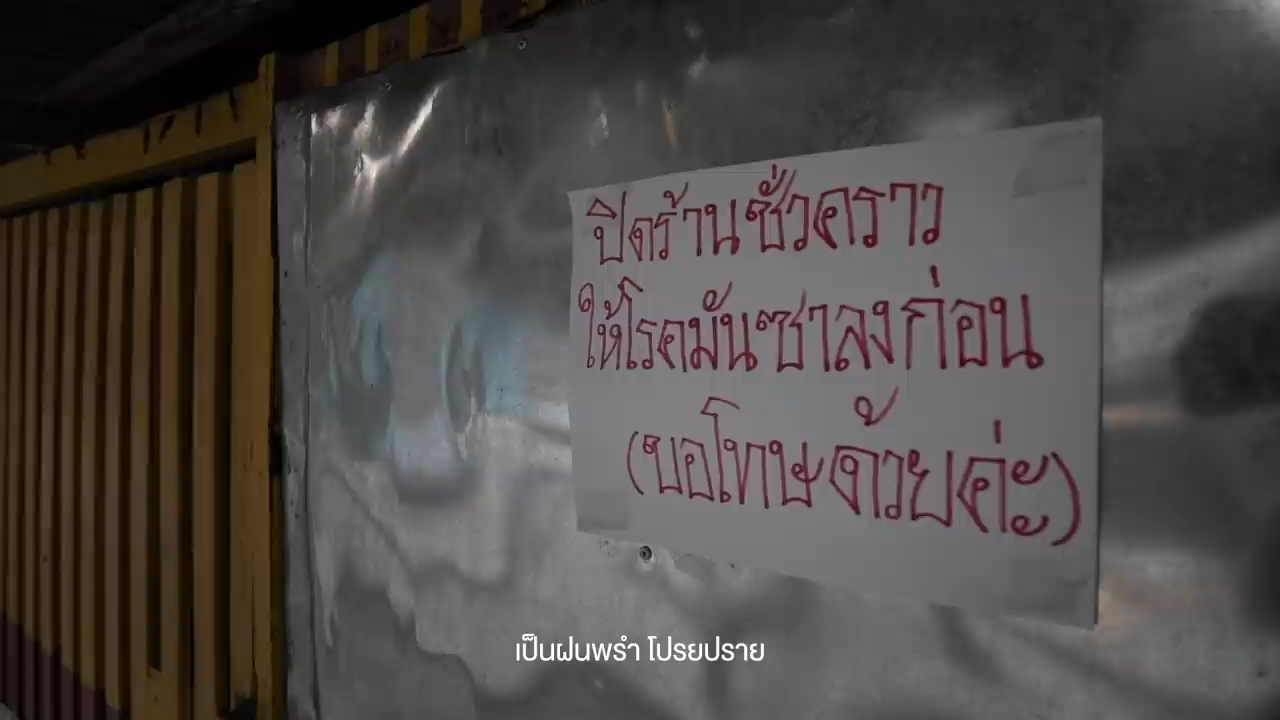 ปิดร้านชั่วคราว
ให้โรคมันซาลงก่อน
(ขอโทษด้วยค่ะ)
เป็นฝนพรำ โปรยปราย